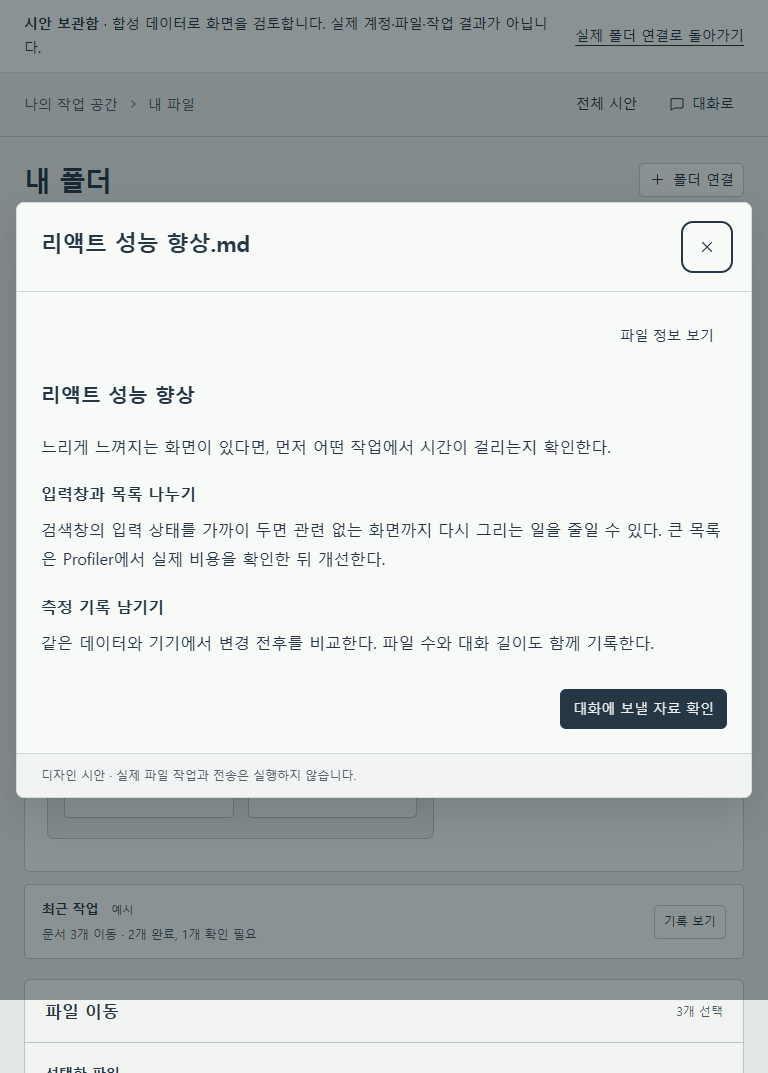 시안 보관함 · 합성 데이터로 화면을 검토합니다. 실제 계정·파일·작업 결과가 아닙니
다.
실제 폴더 연결로 돌아가기
나의 작업 공간 > 내 파일
전체 시안
대화로
내 폴더
+ 폴더 연결
리액트 성능 향상.md
파일 정보 보기
리액트 성능 향상
느리게 느껴지는 화면이 있다면, 먼저 어떤 작업에서 시간이 걸리는지 확인한다.
입력창과 목록 나누기
검색창의 입력 상태를 가까이 두면 관련 없는 화면까지 다시 그리는 일을 줄일 수 있다. 큰 목록
은 Profiler에서 실제 비용을 확인한 뒤 개선한다.
측정 기록 남기기
같은 데이터와 기기에서 변경 전후를 비교한다. 파일 수와 대화 길이도 함께 기록한다.
대화에 보낼 자료 확인
디자인 시안 · 실제 파일 작업과 전송은 실행하지 않습니다.
최근 작업 예시
문서 3개 이동 · 2개 완료, 1개 확인 필요
기록 보기
파일 이동
3개 선택
선택한 파일